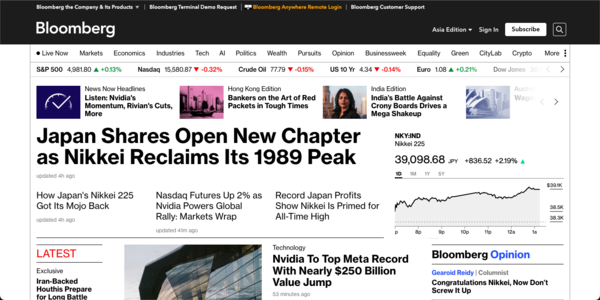 Bloomberg the Company & Its Products
Bloomberg Terminal Demo Request
Bloomberg Anywhere Remote Login
Bloomberg Customer Support
Bloomberg
Asia Edition
Sign In
Subscribe
Live Now Markets Economics Industries Tech AI Politics Wealth Pursuits Opinion Businessweek Equality Green CityLab Crypto More
S&P 500 4,981.80 +0.13% Nasdaq 15,580.87 -0.32% Crude Oil 77.79 -0.15% US 10 Yr 4.34 -0.14% Euro 1.08 +0.21% Dow Jones
News Now Headlines
Listen: Nvidia's
Momentum, Rivian's Cuts,
More
Hong Kong Edition
Bankers on the Art of Red
Packets in Tough Times
India Edition
India's Battle Against
Crony Boards Drives a
Mega Shakeup
Japan Shares Open New Chapter
as Nikkei Reclaims Its 1989 Peak
updated 4h ago
How Japan's Nikkei 225
Got Its Mojo Back
updated 4h ago
Nasdaq Futures Up 2% as
Nvidia Powers Global
Rally: Markets Wrap
updated 41m ago
Record Japan Profits
Show Nikkei Is Primed for
All-Time High
NKY:IND
Nikkei 225
39,098.68 JPY +836.52 +2.19%
1D 1M 1Y 5Y
$39.1K
38.5K
38.3K
p 8p 9p 10p 11p 12a 1a
LATEST
Exclusive
Iran-Backed
Houthis Prepare
for Long Battle
Technology
Nvidia To Top Meta Record
With Nearly $250 Billion
Value Jump
53 minutes ago
Bloomberg Opinion
Gearoid Reidy | Columnist
Congratulations Nikkei, Now Don't
Screw It Up